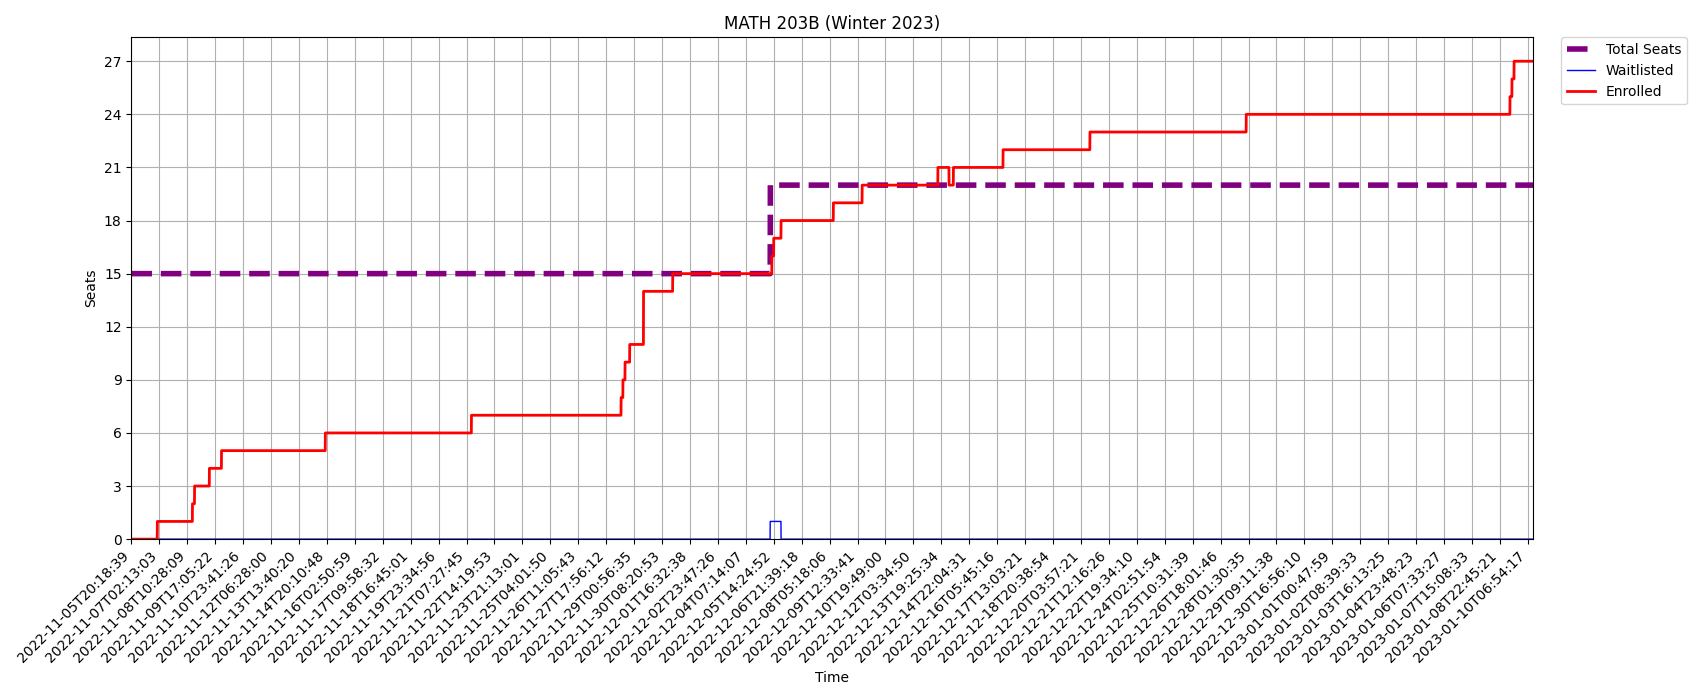 MATH 203B (Winter 2023)
Total Seats
Waitlisted
Enrolled
Seats
27
24
21
18
15
12
9
6
3
0
2022-11-05T20:18:39
2022-11-07T02:13:03
2022-11-08T10:28:09
2022-11-09T17:05:22
2022-11-10T23:41:26
2022-11-12T06:28:00
2022-11-13T13:40:20
2022-11-14T20:10:48
2022-11-16T02:50:59
2022-11-17T09:58:32
2022-11-18T16:45:01
2022-11-19T23:34:56
2022-11-21T07:27:45
2022-11-22T14:19:53
2022-11-23T21:13:01
2022-11-25T04:01:50
2022-11-26T11:05:43
2022-11-27T17:56:12
2022-11-29T00:56:35
2022-11-30T08:20:53
2022-12-01T16:32:38
2022-12-02T23:47:26
2022-12-04T07:14:07
2022-12-05T14:24:52
2022-12-06T21:39:18
2022-12-08T05:18:06
2022-12-09T12:33:41
2022-12-10T19:49:00
2022-12-12T03:34:50
2022-12-13T19:25:34
2022-12-14T22:04:31
2022-12-16T05:45:16
2022-12-17T13:03:21
2022-12-18T20:38:54
2022-12-20T03:57:21
2022-12-21T12:16:26
2022-12-22T19:34:10
2022-12-24T02:51:54
2022-12-25T10:31:39
2022-12-26T18:01:46
2022-12-28T01:30:35
2022-12-29T09:11:38
2022-12-30T16:56:10
2023-01-01T00:47:59
2023-01-02T08:39:33
2023-01-03T16:13:25
2023-01-04T23:48:23
2023-01-06T07:33:27
2023-01-07T15:08:33
2023-01-08T22:45:21
2023-01-10T06:54:17
Time